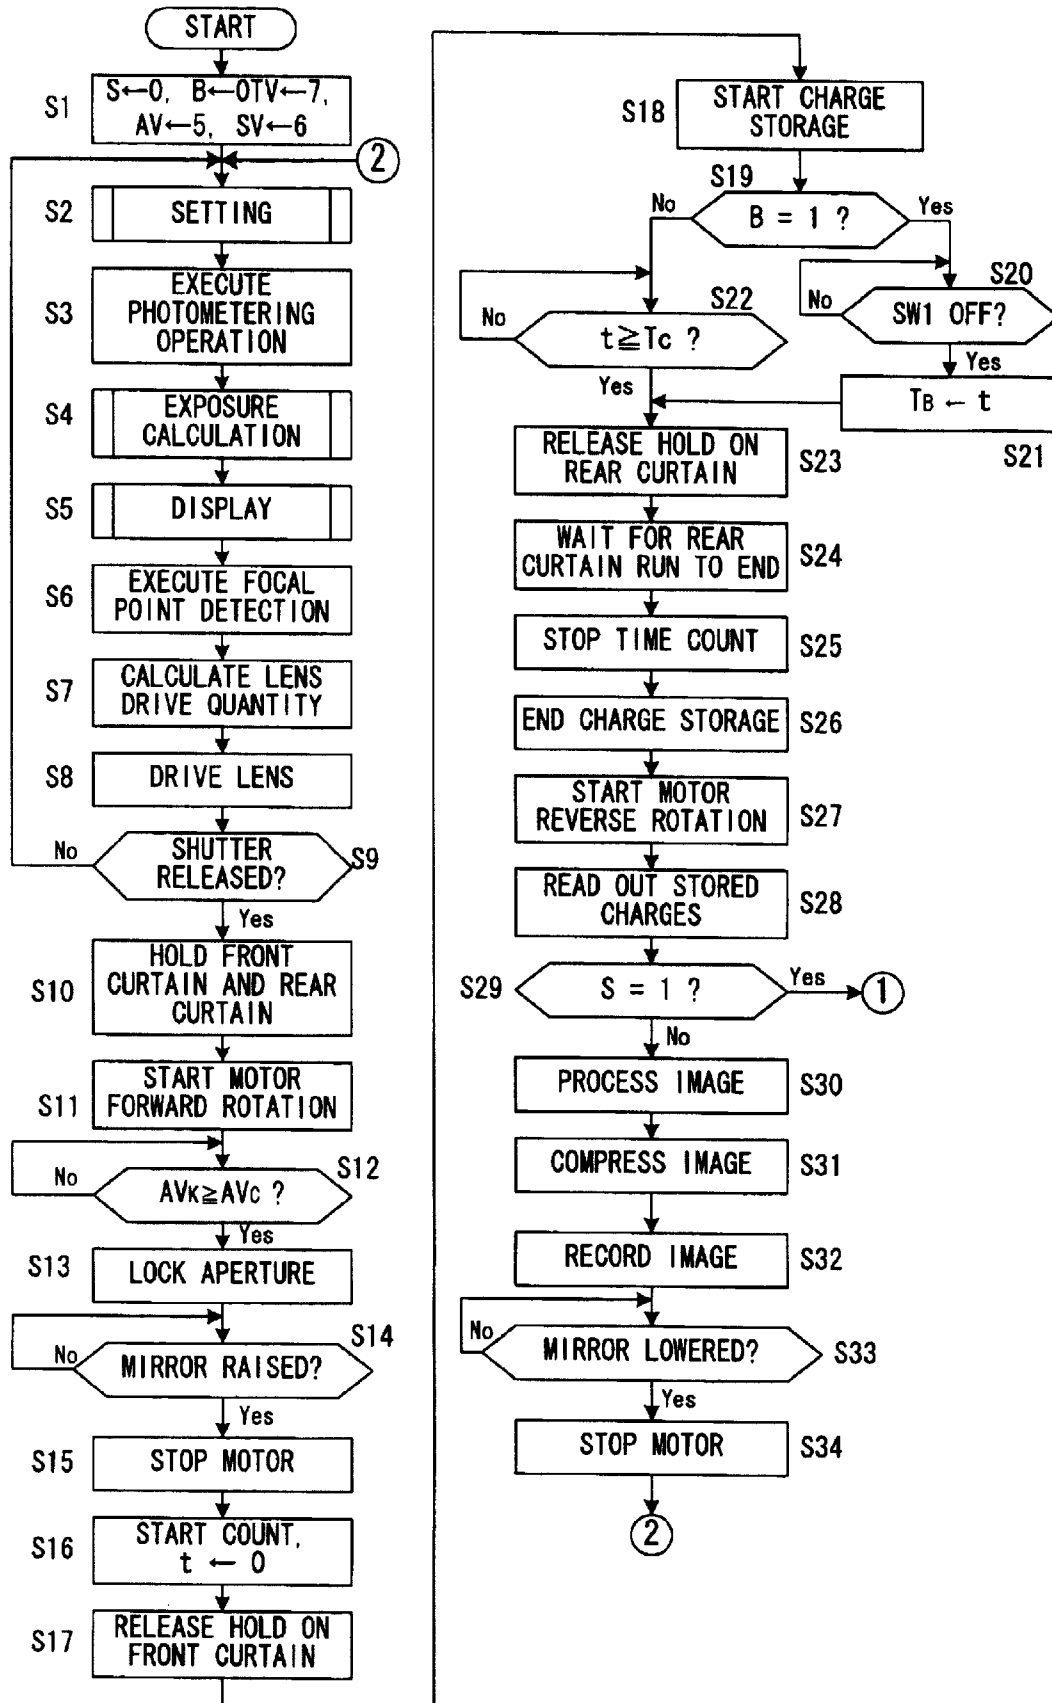 START
S1
S←0, B←0TV←7,
AV←5, SV←6
2
S2
SETTING
S3
EXECUTE
PHOTOMETERING
OPERATION
S4
EXPOSURE
CALCULATION
S5
DISPLAY
S6
EXECUTE FOCAL
POINT DETECTION
S7
CALCULATE LENS
DRIVE QUANTITY
S8
DRIVE LENS
No
SHUTTER
RELEASED?
S9
Yes
S10
HOLD FRONT
CURTAIN AND REAR
CURTAIN
S11
START MOTOR
FORWARD ROTATION
S12
No
AVK≧AVC ?
Yes
S13
LOCK APERTURE
S14
No
MIRROR RAISED?
Yes
S15
STOP MOTOR
S16
START COUNT,
t ← 0
S17
RELEASE HOLD ON
FRONT CURTAIN
S18
START CHARGE
STORAGE
S19
No
B = 1 ?
Yes
S20
No
SW1 OFF?
Yes
TB ← t
S21
S22
No
t≧TC ?
Yes
RELEASE HOLD ON
REAR CURTAIN
S23
WAIT FOR REAR
CURTAIN RUN TO END
S24
STOP TIME COUNT
S25
END CHARGE STORAGE
S26
START MOTOR
REVERSE ROTATION
S27
READ OUT STORED
CHARGES
S28
S29
S = 1 ?
Yes
1
No
PROCESS IMAGE
S30
COMPRESS IMAGE
S31
RECORD IMAGE
S32
No
MIRROR LOWERED?
S33
Yes
STOP MOTOR
S34
2